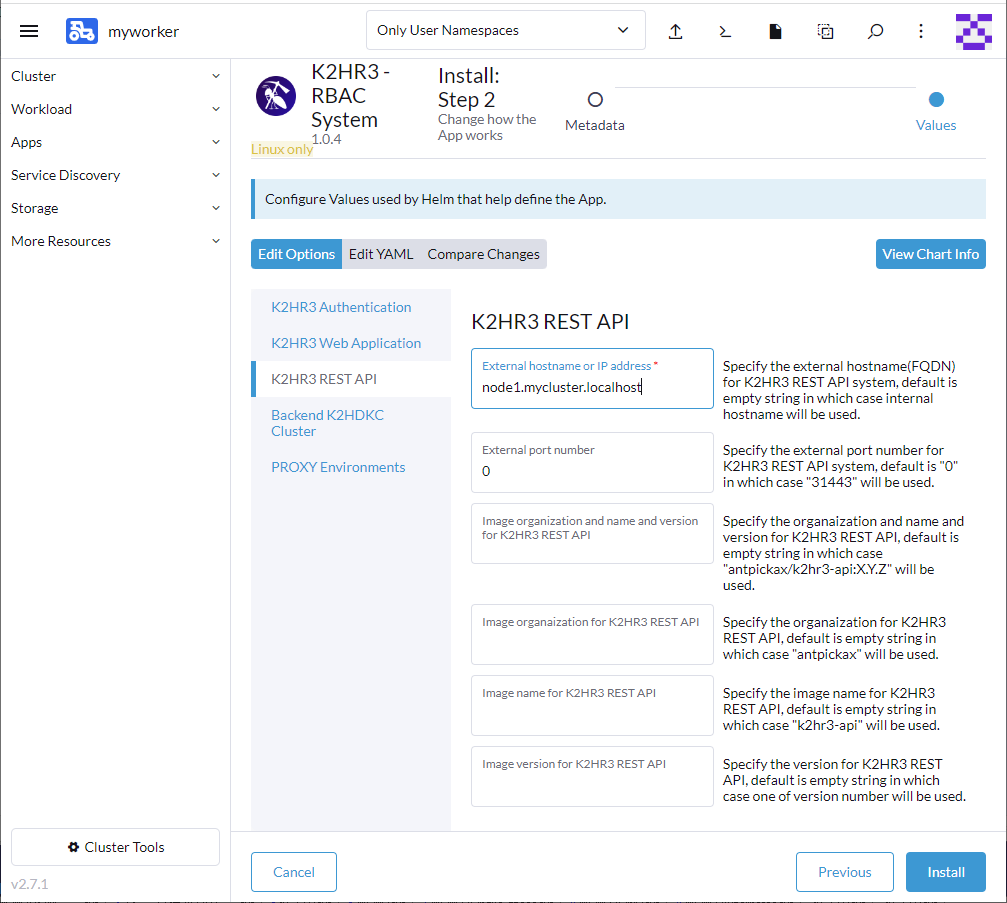 myworker
Only User Namespaces
Cluster
Workload
Apps
Service Discovery
Storage
More Resources
Cluster Tools
v2.7.1
K2HR3 -
RBAC
System
1.0.4
Linux only
Install:
Step 2
Change how the
App works
Metadata
Values
Configure Values used by Helm that help define the App.
Edit Options
Edit YAML
Compare Changes
View Chart Info
K2HR3 Authentication
K2HR3 Web Application
K2HR3 REST API
Backend K2HDKC
Cluster
PROXY Environments
K2HR3 REST API
External hostname or IP address *
node1.mycluster.localhost
Specify the external hostname(FQDN)
for K2HR3 REST API system, default is
empty string in which case internal
hostname will be used.
External port number
0
Specify the external port number for
K2HR3 REST API system, default is "0"
in which case "31443" will be used.
Image organization and name and version
for K2HR3 REST API
Specify the organaization and name and
version for K2HR3 REST API, default is
empty string in which case
"antpickax/k2hr3-api:X.Y.Z" will be
used.
Image organaization for K2HR3 REST API
Specify the organaization for K2HR3
REST API, default is empty string in
which case "antpickax" will be used.
Image name for K2HR3 REST API
Specify the image name for K2HR3
REST API, default is empty string in
which case "k2hr3-api" will be used.
Image version for K2HR3 REST API
Specify the version for K2HR3 REST
API, default is empty string in which
case one of version number will be used.
Cancel
Previous
Install